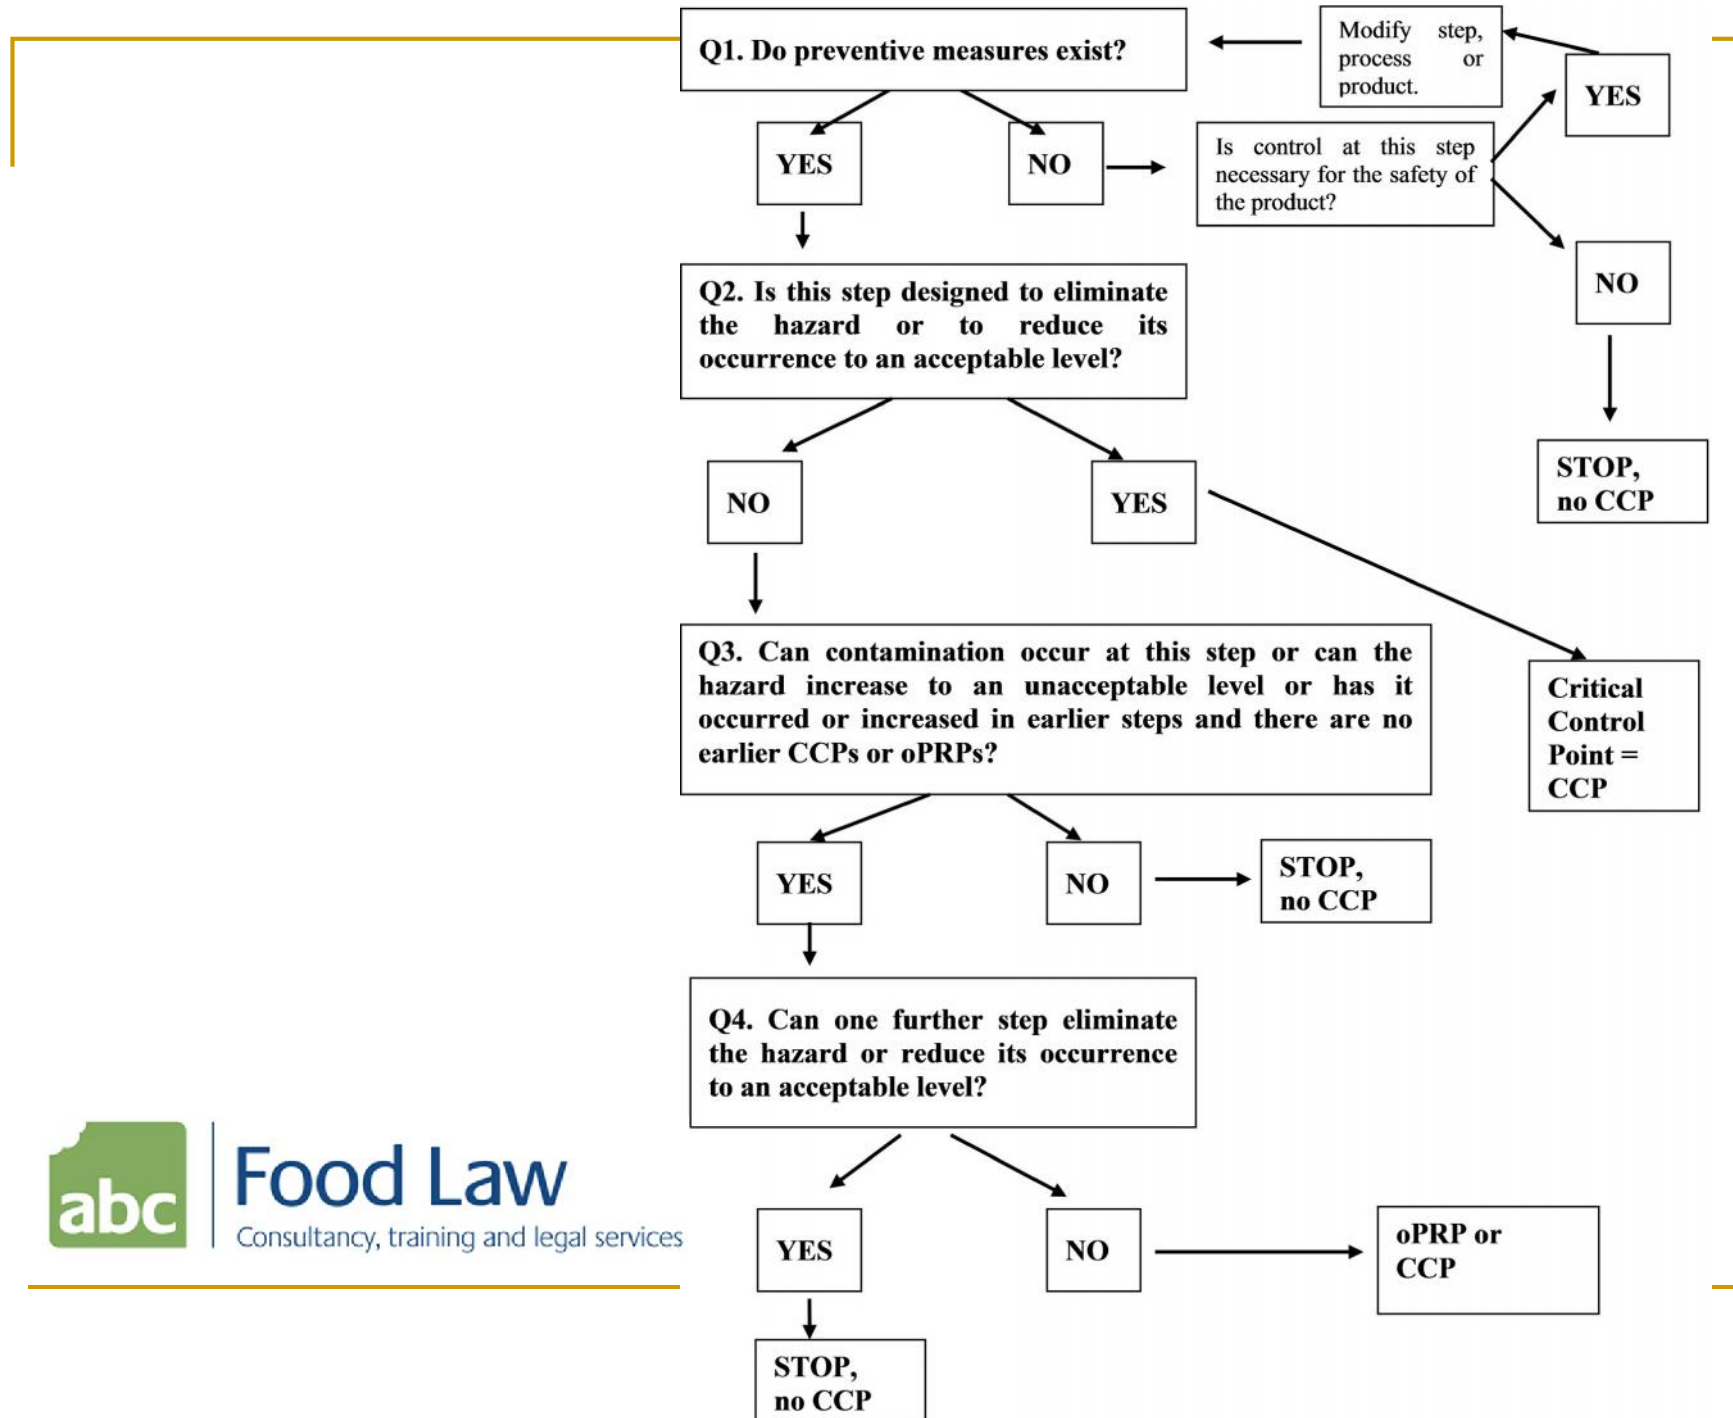 Q1. Do preventive measures exist?
Modify step,
process or
product.
YES
YES
NO
Is control at this step
necessary for the safety of
the product?
NO
STOP,
no CCP
Q2. Is this step designed to eliminate
the hazard or to reduce its
occurrence to an acceptable level?
NO
YES
Q3. Can contamination occur at this step or can the
hazard increase to an unacceptable level or has it
occurred or increased in earlier steps and there are no
earlier CCPs or oPRPs?
Critical
Control
Point =
CCP
YES
NO
STOP,
no CCP
Q4. Can one further step eliminate
the hazard or reduce its occurrence
to an acceptable level?
YES
NO
oPRP or
CCP
STOP,
no CCP
abc
Food Law
Consultancy, training and legal services